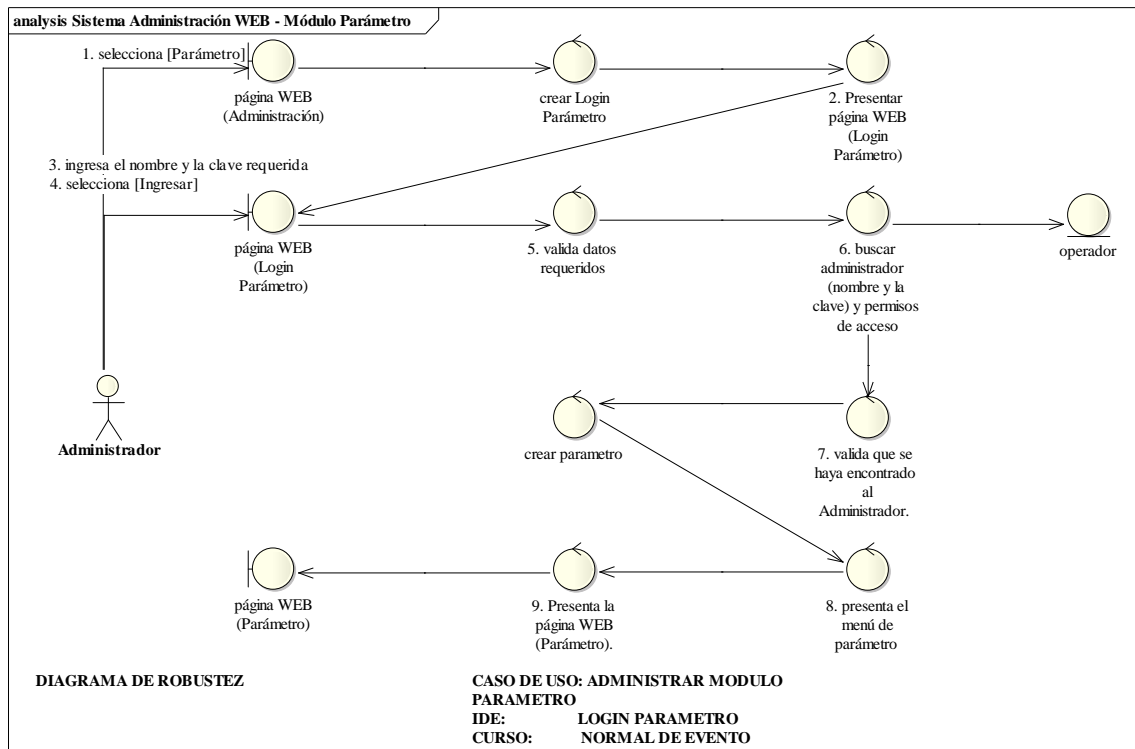 analysis Sistema Administración WEB - Módulo Parámetro
1. selecciona [Parámetro]
página WEB
(Administración)
crear Login
Parámetro
2. Presentar
página WEB
(Login
Parámetro)
3. ingresa el nombre y la clave requerida
4. selecciona [Ingresar]
página WEB
(Login
Parámetro)
5. valida datos
requeridos
6. buscar
administrador
(nombre y la
clave) y permisos
de acceso
operador
Administrador
crear parametro
7. valida que se
haya encontrado
al
Administrador.
página WEB
(Parámetro)
9. Presenta la
página WEB
(Parámetro).
8. presenta el
menú de
parámetro
DIAGRAMA DE ROBUSTEZ
CASO DE USO: ADMINISTRAR MODULO
PARAMETRO
IDE: LOGIN PARAMETRO
CURSO: NORMAL DE EVENTO